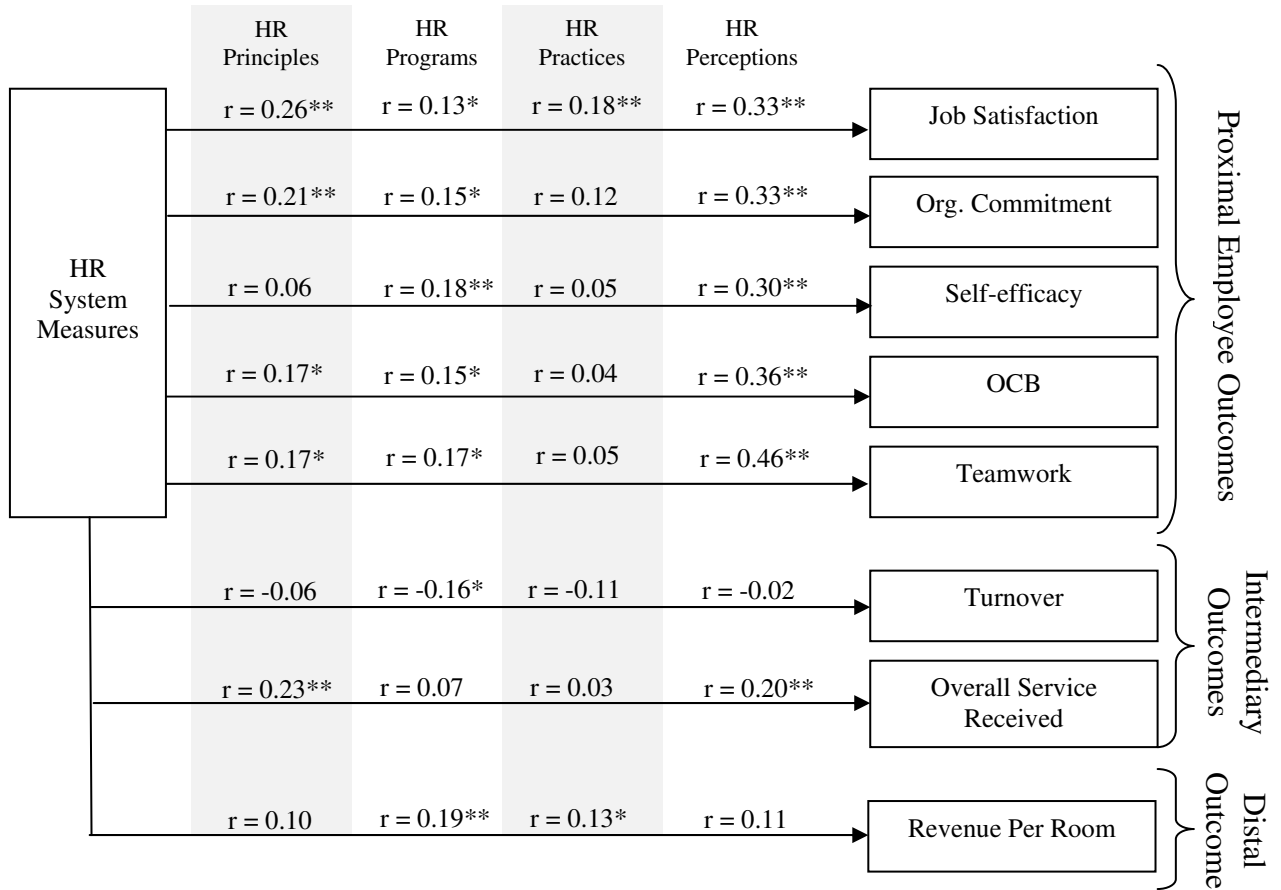 HR
Principles
HR
Programs
HR
Practices
HR
Perceptions
HR
System
Measures
r = 0.26** r = 0.13* r = 0.18** r = 0.33**
Job Satisfaction
r = 0.21** r = 0.15* r = 0.12 r = 0.33**
Org. Commitment
r = 0.06 r = 0.18** r = 0.05 r = 0.30**
Self-efficacy
r = 0.17* r = 0.15* r = 0.04 r = 0.36**
OCB
r = 0.17* r = 0.17* r = 0.05 r = 0.46**
Teamwork
Proximal Employee Outcomes
r = -0.06 r = -0.16* r = -0.11 r = -0.02
Turnover
r = 0.23** r = 0.07 r = 0.03 r = 0.20**
Overall Service
Received
Intermediary
Outcomes
r = 0.10 r = 0.19** r = 0.13* r = 0.11
Revenue Per Room
Distal
Outcome